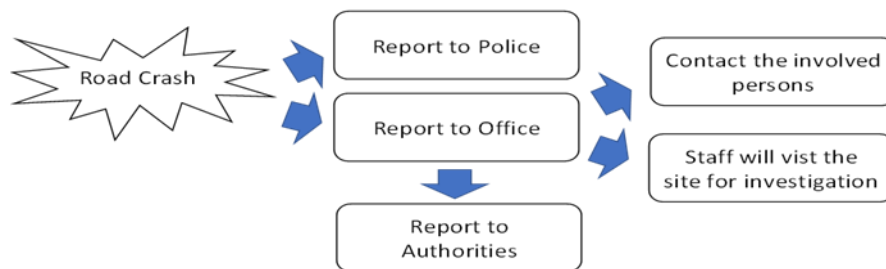 Road Crash
Report to Police
Report to Office
Report to
Authorities
Contact the involved
persons
Staff will vist the
site for investigation